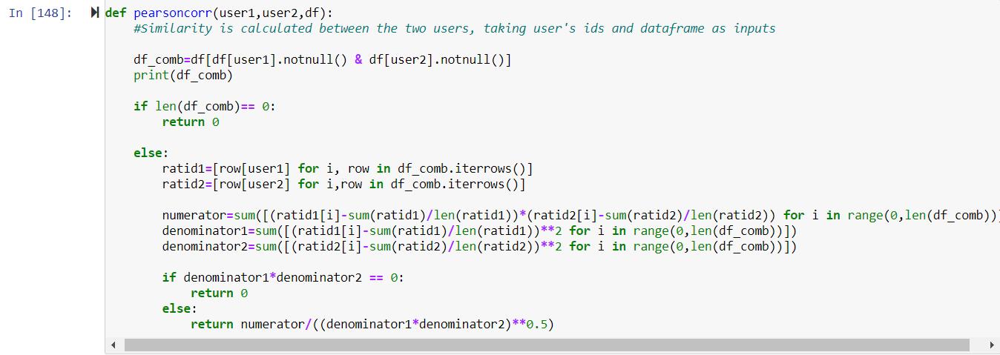 In [148]: def pearsoncorr(user1,user2,df):
#Similarity is calculated between the two users, taking user's ids and dataframe as inputs
df_comb=df[df[user1].notnull() & df[user2].notnull()]
print(df_comb)
if len(df_comb)== 0:
return 0
else:
ratid1=[row[user1] for i, row in df_comb.iterrows()]
ratid2=[row[user2] for i,row in df_comb.iterrows()]
numerator=sum([(ratid1[i]-sum(ratid1)/len(ratid1))*(ratid2[i]-sum(ratid2)/len(ratid2)) for i in range(0,len(df_comb))]
denominator1=sum([(ratid1[i]-sum(ratid1)/len(ratid1))**2 for i in range(0,len(df_comb))])
denominator2=sum([(ratid2[i]-sum(ratid2)/len(ratid2))**2 for i in range(0,len(df_comb))])
if denominator1*denominator2 == 0:
return 0
else:
return numerator/((denominator1*denominator2)**0.5)